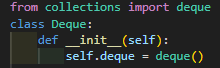 from collections import deque
class Deque:
    def __init__(self):
        self.deque = deque()